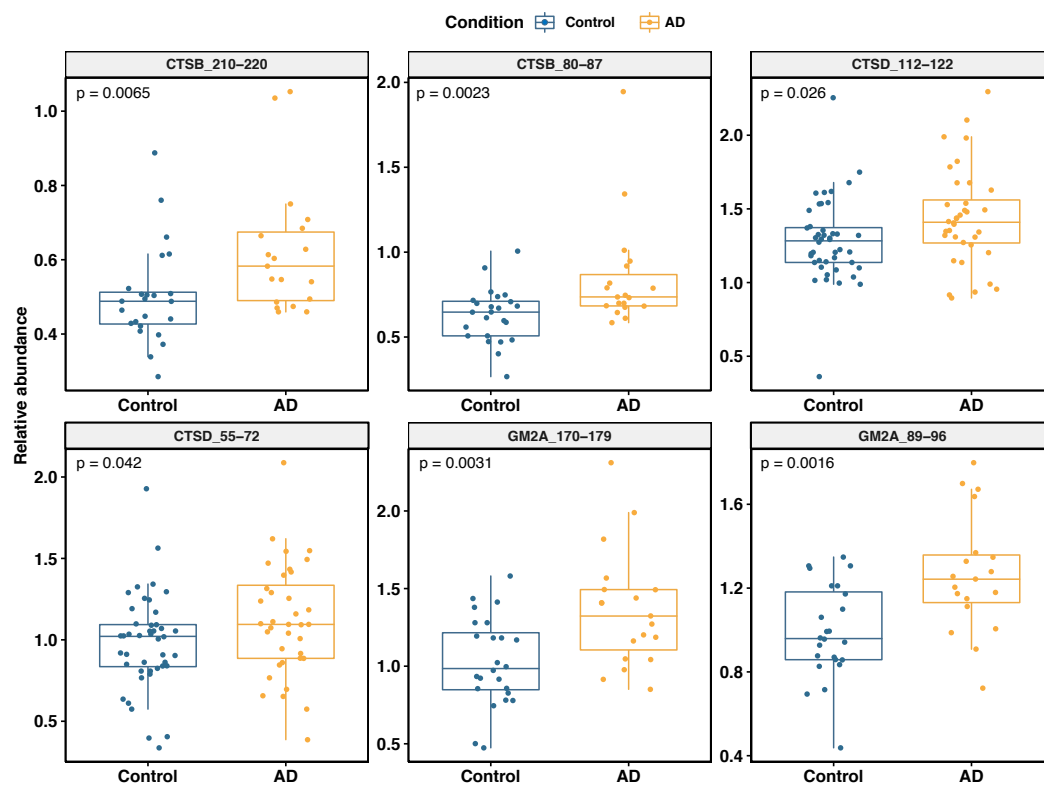 Condition Control AD
Relative abundance
CTSB_210–220
p = 0.0065
1.0
0.8
0.6
0.4
Control AD
CTSB_80–87
p = 0.0023
2.0
1.5
1.0
0.5
Control AD
CTSD_112–122
p = 0.026
2.0
1.5
1.0
0.5
Control AD
CTSD_55–72
p = 0.042
2.0
1.5
1.0
0.5
Control AD
GM2A_170–179
p = 0.0031
2.0
1.5
1.0
0.5
Control AD
GM2A_89–96
p = 0.0016
1.6
1.2
0.8
0.4
Control AD